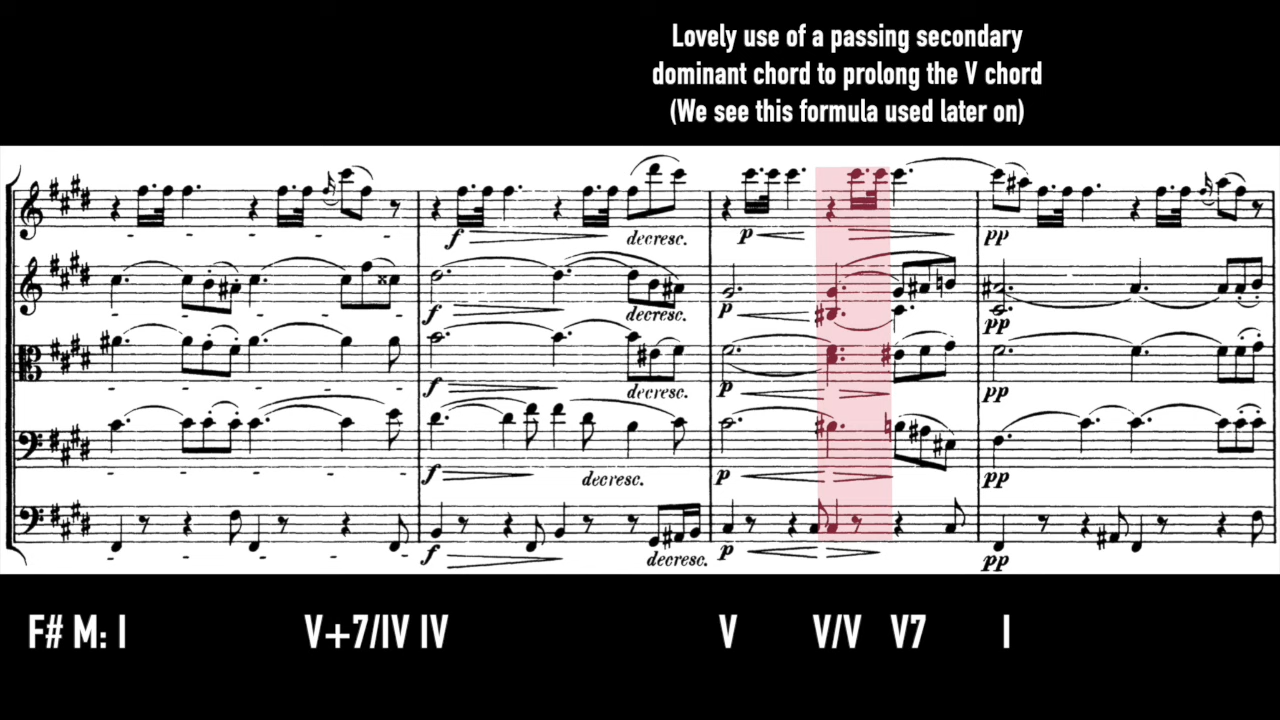 Lovely use of a passing secondary
dominant chord to prolong the V chord
(We see this formula used later on)
f decresc. p pp
f decresc. p pp
f decresc. p pp
f decresc. p pp
f decresc. p pp
F# M: I V+7/IV IV V V/V V7 I